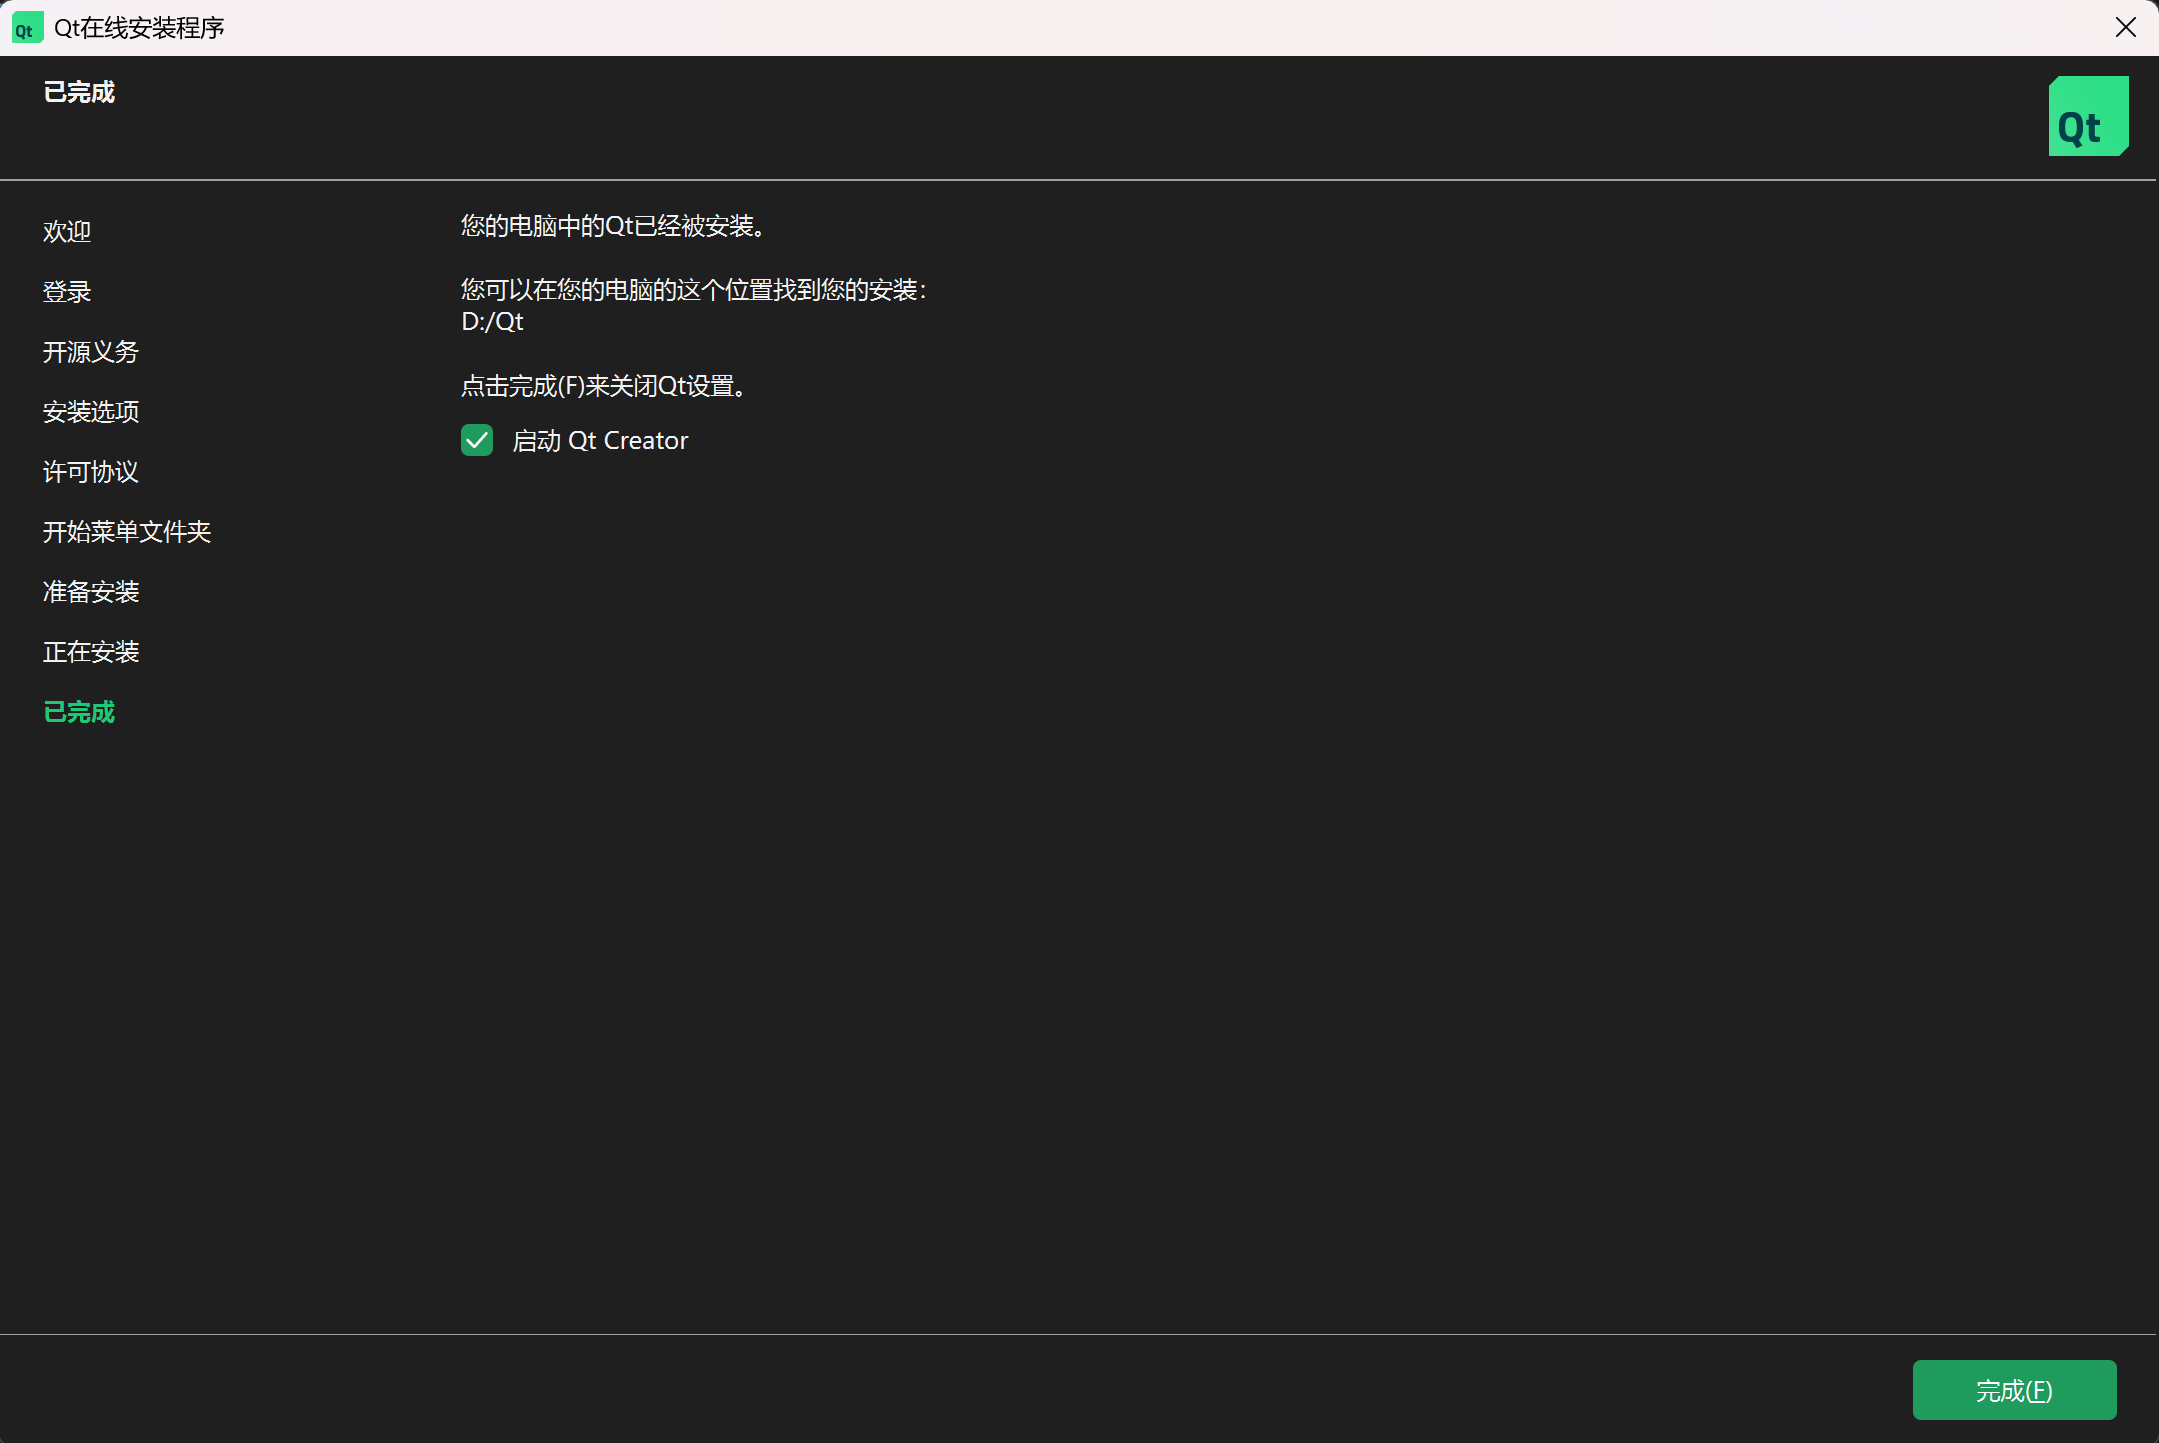 Qt在线安装程序
已完成
Qt
欢迎
登录
开源义务
安装选项
许可协议
开始菜单文件夹
准备安装
正在安装
已完成
您的电脑中的Qt已经被安装。
您可以在您的电脑的这个位置找到您的安装：
D:/Qt
点击完成(F)来关闭Qt设置。
启动 Qt Creator
完成(F)